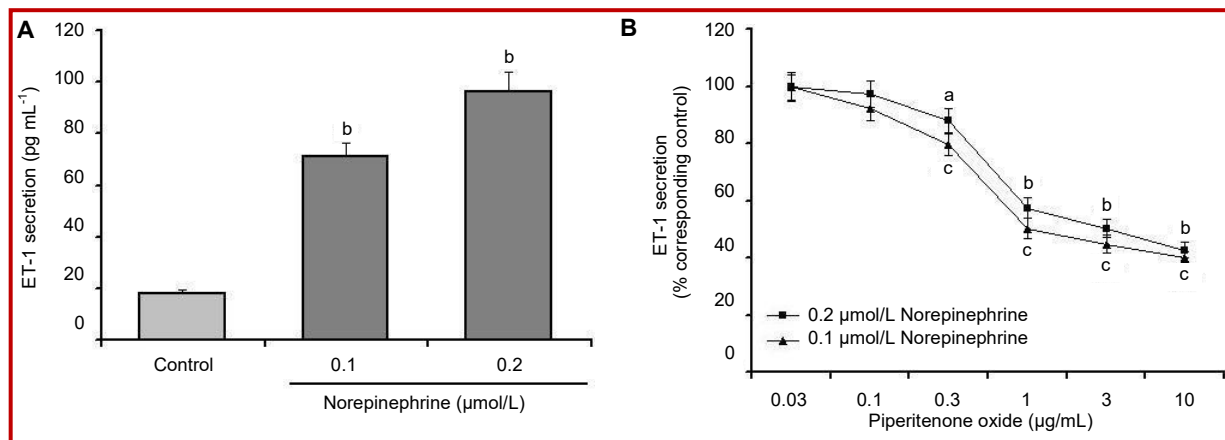 A
120
100
80
60
40
20
0
ET-1 secretion (pg mL⁻¹)
b
b
Control
0.1
0.2
Norepinephrine (µmol/L)
B
120
100
80
60
40
20
0
ET-1 secretion
(% corresponding control)
a
b
b
b
c
c
c
c
0.2 µmol/L Norepinephrine
0.1 µmol/L Norepinephrine
0.03 0.1 0.3 1 3 10
Piperitenone oxide (µg/mL)